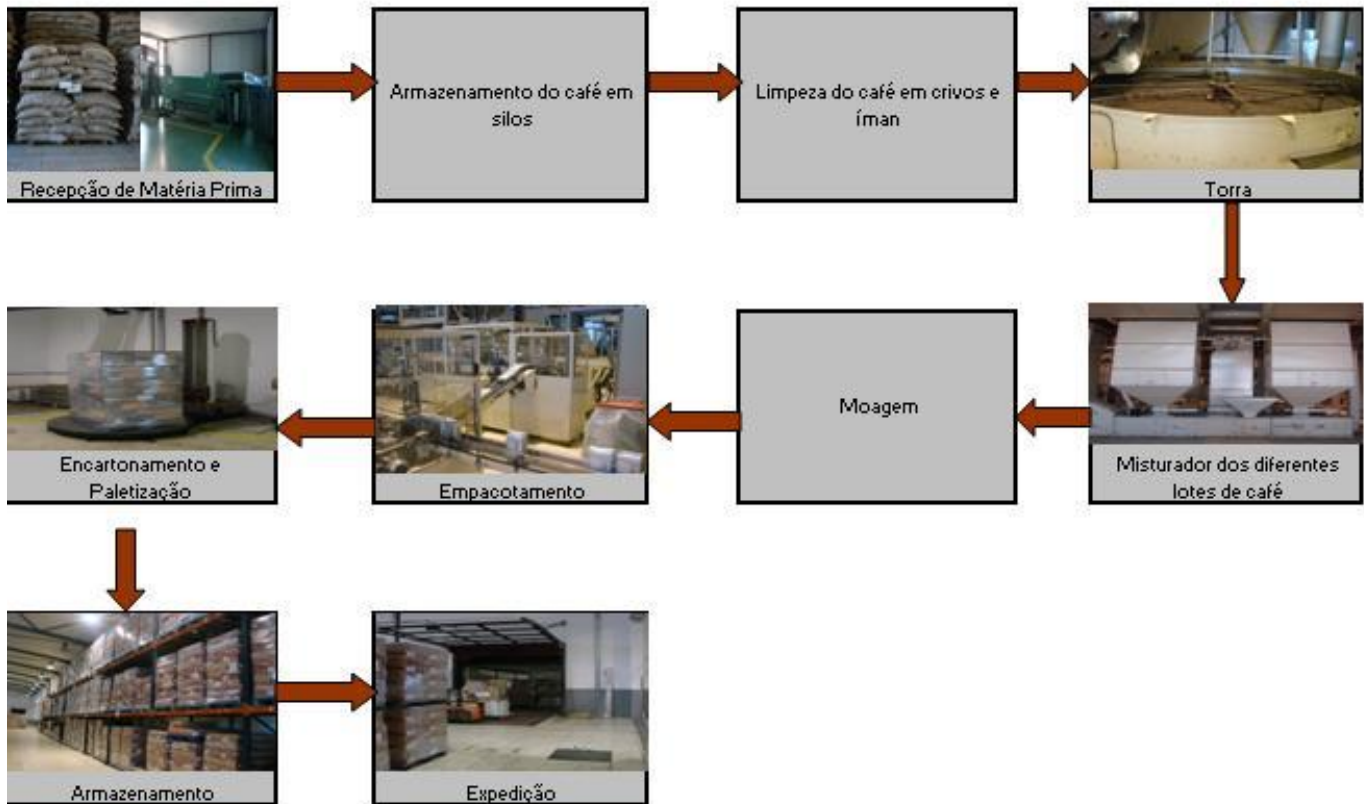 Recepção de Matéria Prima
Armazenamento do café em
silos
Limpeza do café em crivos e
íman
Torra
Encartonamento e
Paletização
Empacotamento
Moagem
Misturador dos diferentes
lotes de café
Armazenamento
Expedição